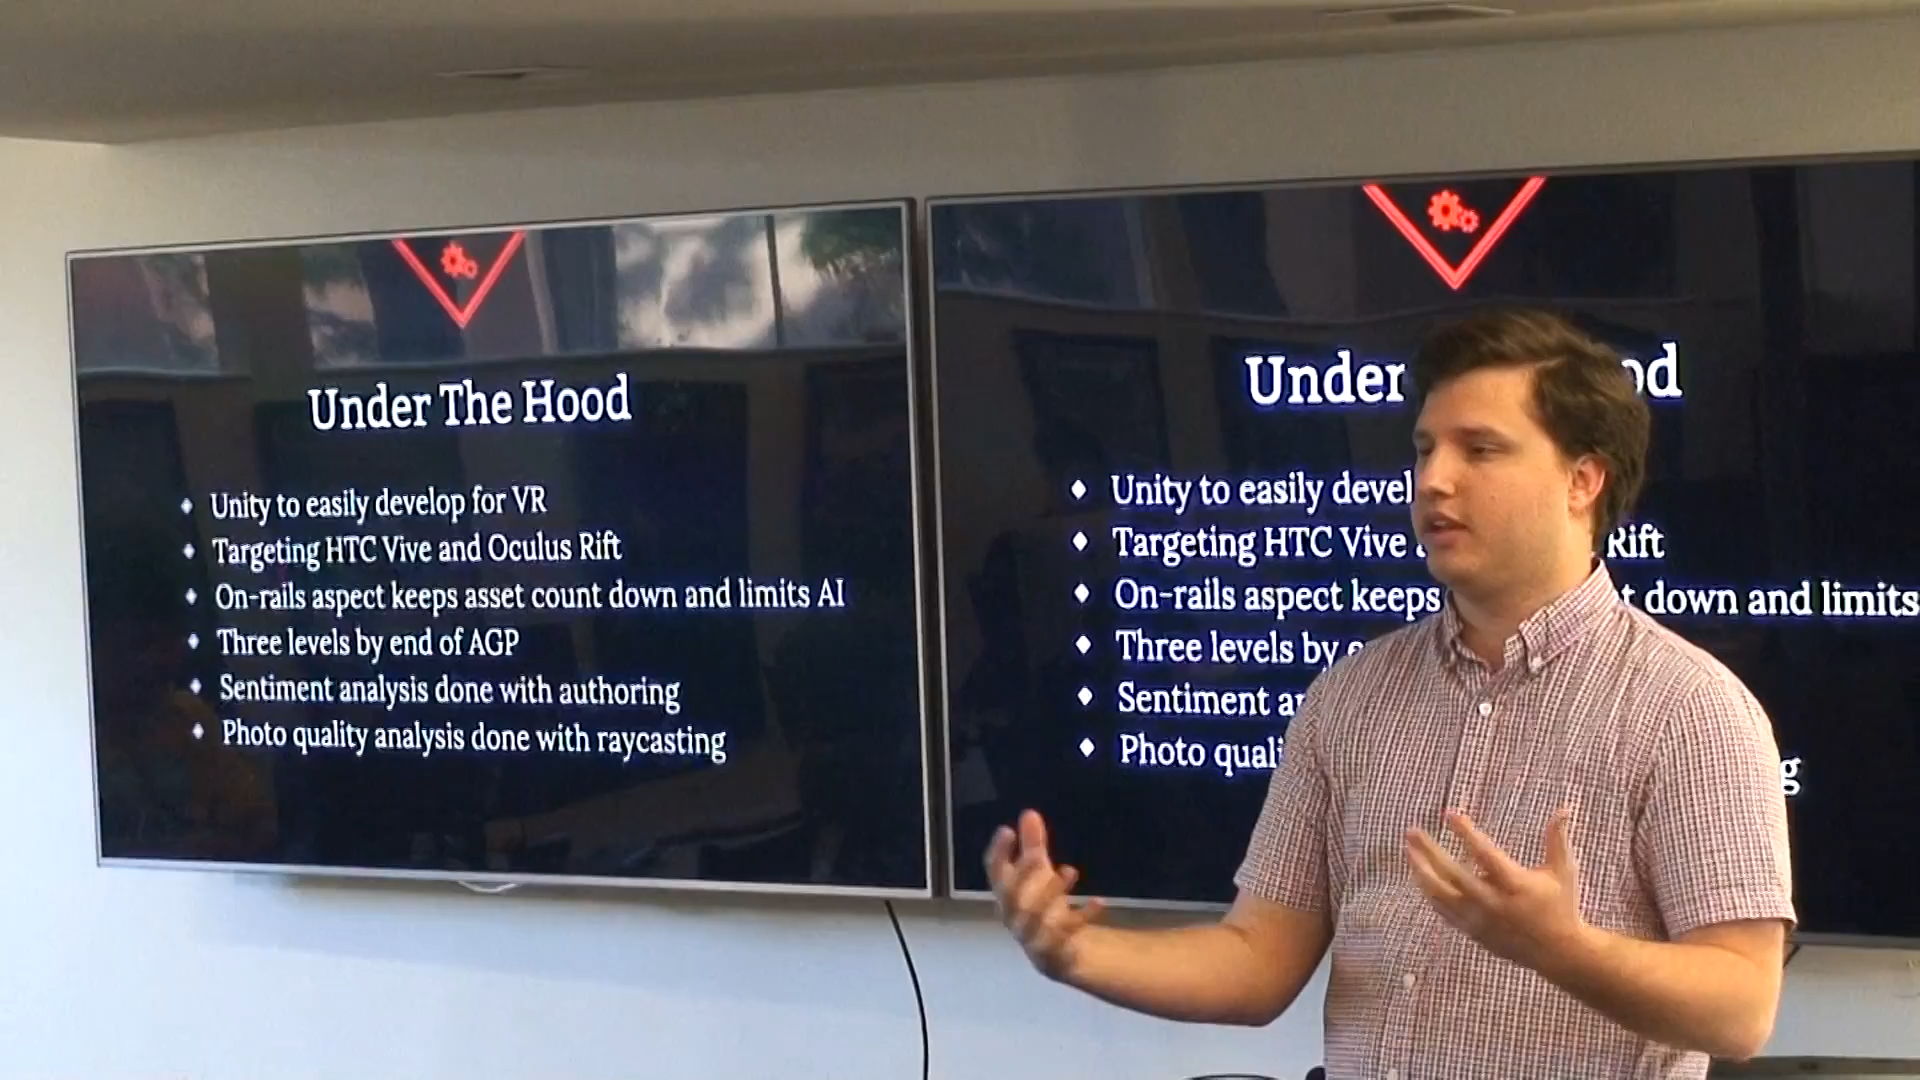 Under The Hood
Unity to easily develop for VR
Targeting HTC Vive and Oculus Rift
On-rails aspect keeps asset count down and limits AI
Three levels by end of AGP
Sentiment analysis done with authoring
Photo quality analysis done with raycasting
Under
Unity to easily
Targeting HTC Vive Rift
On-rails aspect keeps down and limits
Three levels by
Sentiment
Photo